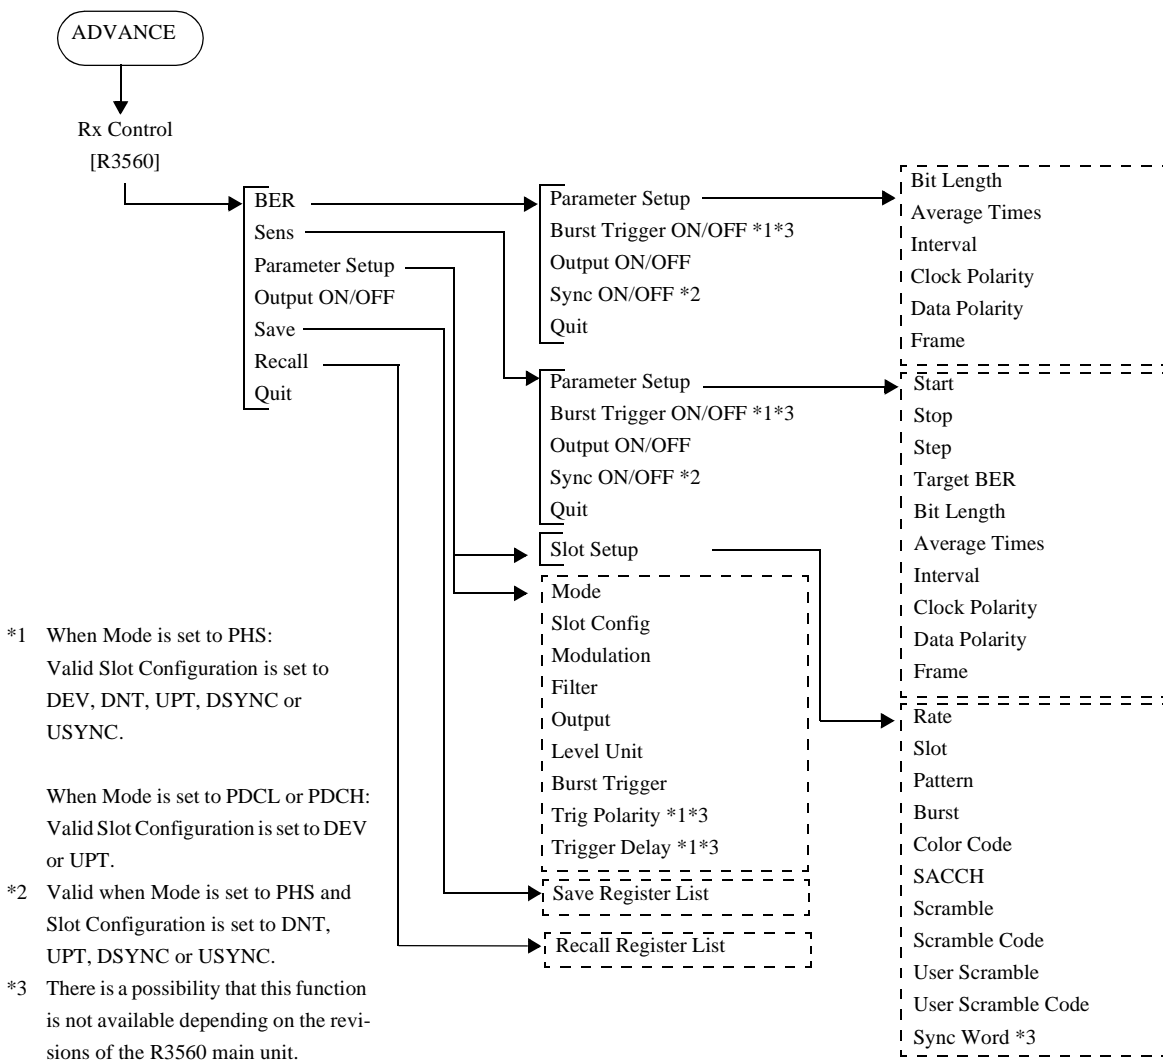 ADVANCE
Rx Control
[R3560]
BER
Sens
Parameter Setup
Output ON/OFF
Save
Recall
Quit
Parameter Setup
Burst Trigger ON/OFF *1*3
Output ON/OFF
Sync ON/OFF *2
Quit
Parameter Setup
Burst Trigger ON/OFF *1*3
Output ON/OFF
Sync ON/OFF *2
Quit
Slot Setup
Mode
Slot Config
Modulation
Filter
Output
Level Unit
Burst Trigger
Trig Polarity *1*3
Trigger Delay *1*3
Save Register List
Recall Register List
Bit Length
Average Times
Interval
Clock Polarity
Data Polarity
Frame
Start
Stop
Step
Target BER
Bit Length
Average Times
Interval
Clock Polarity
Data Polarity
Frame
Rate
Slot
Pattern
Burst
Color Code
SACCH
Scramble
Scramble Code
User Scramble
User Scramble Code
Sync Word *3
*1 When Mode is set to PHS:
Valid Slot Configuration is set to
DEV, DNT, UPT, DSYNC or
USYNC.
When Mode is set to PDCL or PDCH:
Valid Slot Configuration is set to DEV
or UPT.
*2 Valid when Mode is set to PHS and
Slot Configuration is set to DNT,
UPT, DSYNC or USYNC.
*3 There is a possibility that this function
is not available depending on the revi-
sions of the R3560 main unit.